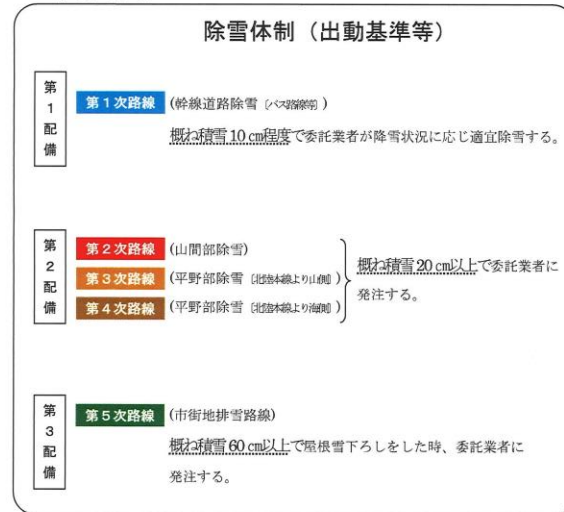 除雪体制（出動基準等）
第1配備
第1次路線 (幹線道路除雪〔バス路線等〕)
概ね積雪10cm程度で委託業者が降雪状況に応じ適宜除雪する。
第2配備
第2次路線 (山間部除雪)
第3次路線 (平野部除雪〔北陸本線より山側〕)
第4次路線 (平野部除雪〔北陸本線より海側〕)
概ね積雪20cm以上で委託業者に
発注する。
第3配備
第5次路線 (市街地排雪路線)
概ね積雪60cm以上で屋根雪下ろしをした時、委託業者に
発注する。